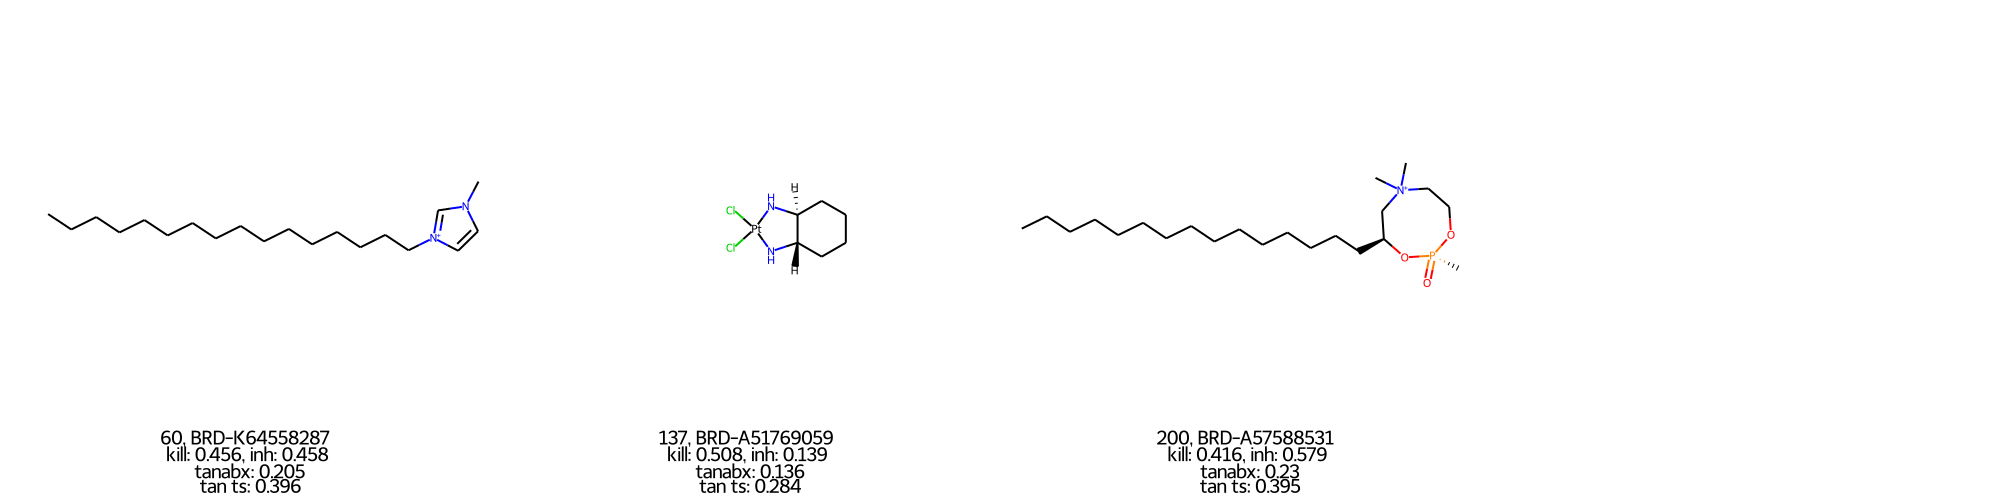 N
N+
60, BRD-K64558287
kill: 0.456, inh: 0.458
tanabx: 0.205
tan ts: 0.396
H
Cl
H
N
Pt
Cl
N
H
H
137, BRD-A51769059
kill: 0.508, inh: 0.139
tanabx: 0.136
tan ts: 0.284
N+
O
O
P
O
200, BRD-A57588531
kill: 0.416, inh: 0.579
tanabx: 0.23
tan ts: 0.395